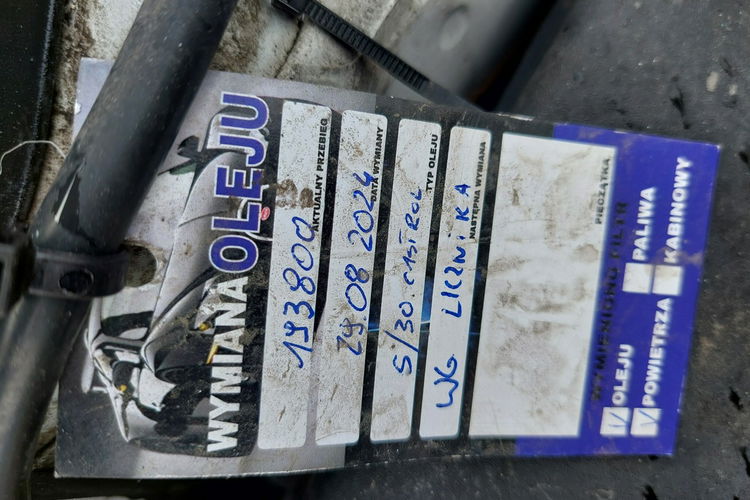 WYMIANA OLEJU
193800
AKTUALNY PRZEBIEG
29 08 2024
DATA WYMIANY
5/30. CASTROL
TYP OLEJU
WG LICZNIKA
NASTĘPNA WYMIANA
PIECZĄTKA
WYMIENIONO FILTR
OLEJU
PALIWA
POWIETRZA
KABINOWY